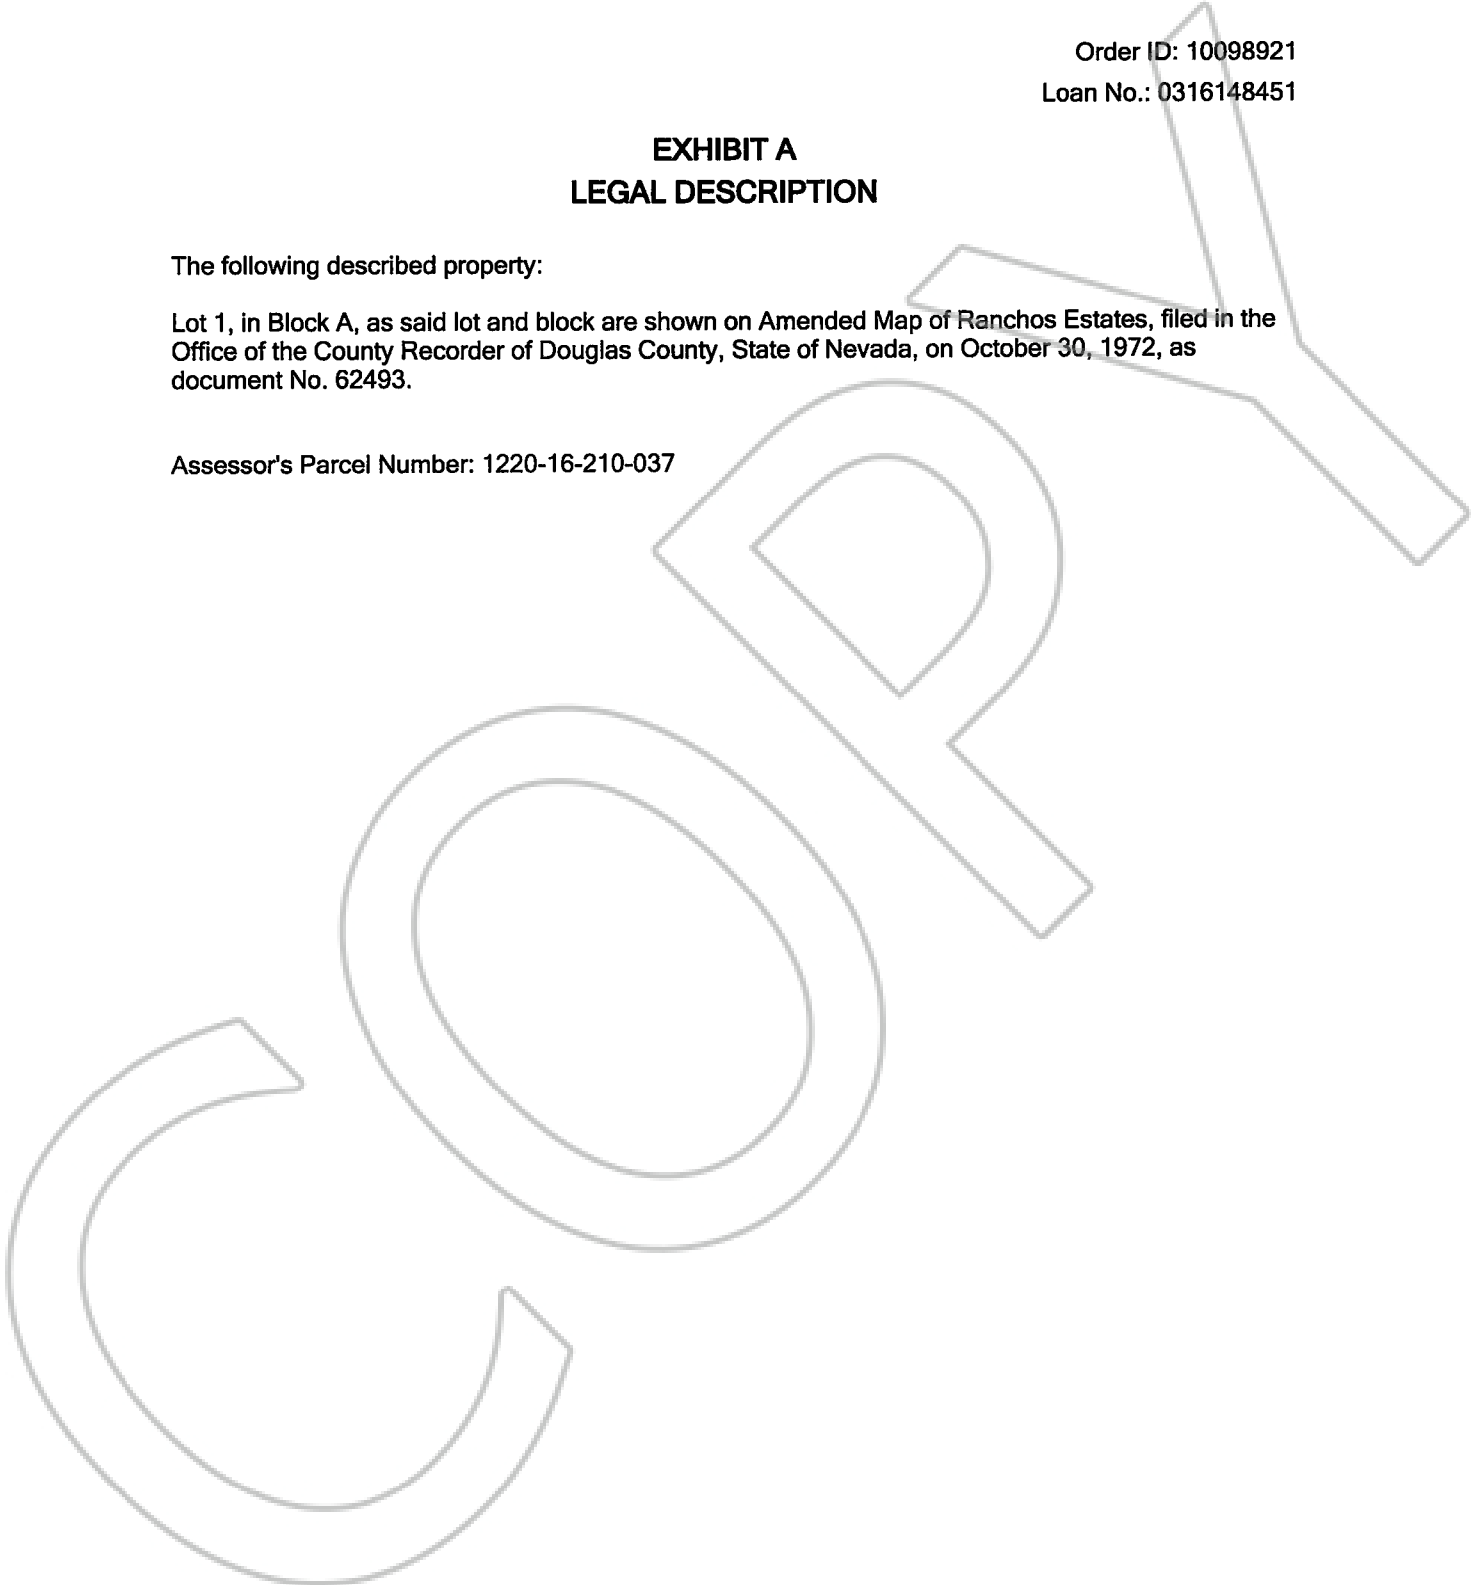 Order ID: 10098921
Loan No.: 0316148451
EXHIBIT A
LEGAL DESCRIPTION
The following described property:
Lot 1, in Block A, as said lot and block are shown on Amended Map of Ranchos Estates, filed in the
Office of the County Recorder of Douglas County, State of Nevada, on October 30, 1972, as
document No. 62493.
Assessor's Parcel Number: 1220-16-210-037
COPY